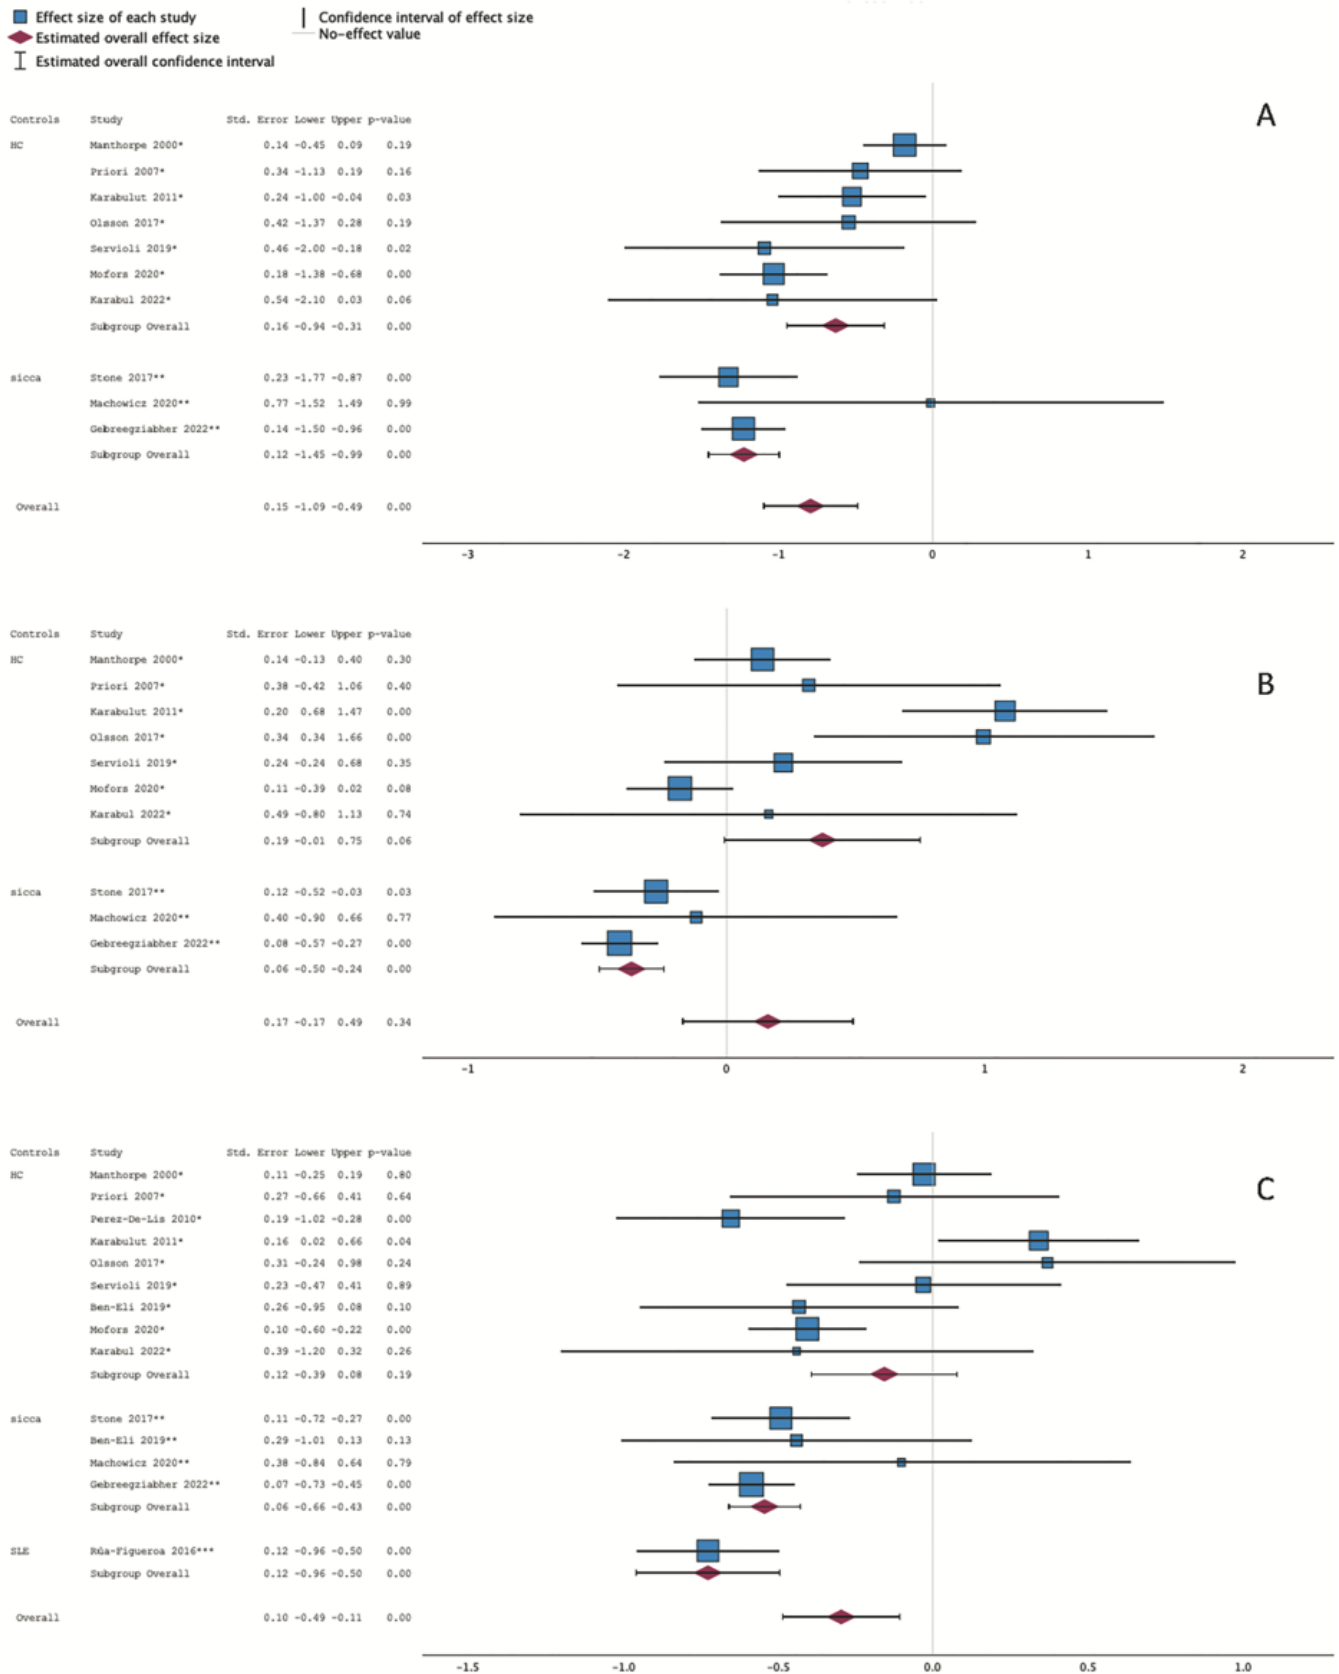 Effect size of each study
Confidence interval of effect size
Estimated overall effect size
No-effect value
Estimated overall confidence interval
A
Controls Study Std. Error Lower Upper p-value
HC Manthorpe 2000* 0.14 -0.45 0.09 0.19
Priori 2007* 0.34 -1.13 0.19 0.16
Karabulut 2011* 0.24 -1.00 -0.04 0.03
Olsson 2017* 0.42 -1.37 0.28 0.19
Servioli 2019* 0.46 -2.00 -0.18 0.02
Mofors 2020* 0.18 -1.38 -0.68 0.00
Karabul 2022* 0.54 -2.10 0.03 0.06
Subgroup Overall 0.16 -0.94 -0.31 0.00
sicca Stone 2017** 0.23 -1.77 -0.87 0.00
Machowicz 2020** 0.77 -1.52 1.49 0.99
Gebreegziabher 2022** 0.14 -1.50 -0.96 0.00
Subgroup Overall 0.12 -1.45 -0.99 0.00
Overall 0.15 -1.09 -0.49 0.00
-3 -2 -1 0 1 2
B
Controls Study Std. Error Lower Upper p-value
HC Manthorpe 2000* 0.14 -0.13 0.40 0.30
Priori 2007* 0.38 -0.42 1.06 0.40
Karabulut 2011* 0.20 0.68 1.47 0.00
Olsson 2017* 0.34 0.34 1.66 0.00
Servioli 2019* 0.24 -0.24 0.68 0.35
Mofors 2020* 0.11 -0.39 0.02 0.08
Karabul 2022* 0.49 -0.80 1.13 0.74
Subgroup Overall 0.19 -0.01 0.75 0.06
sicca Stone 2017** 0.12 -0.52 -0.03 0.03
Machowicz 2020** 0.40 -0.90 0.66 0.77
Gebreegziabher 2022** 0.08 -0.57 -0.27 0.00
Subgroup Overall 0.06 -0.50 -0.24 0.00
Overall 0.17 -0.17 0.49 0.34
-1 0 1 2
C
Controls Study Std. Error Lower Upper p-value
HC Manthorpe 2000* 0.11 -0.25 0.19 0.80
Priori 2007* 0.27 -0.66 0.41 0.64
Perez-De-Lis 2010* 0.19 -1.02 -0.28 0.00
Karabulut 2011* 0.16 0.02 0.66 0.04
Olsson 2017* 0.31 -0.24 0.98 0.24
Servioli 2019* 0.23 -0.47 0.41 0.89
Ben-Eli 2019* 0.26 -0.95 0.08 0.10
Mofors 2020* 0.10 -0.60 -0.22 0.00
Karabul 2022* 0.39 -1.20 0.32 0.26
Subgroup Overall 0.12 -0.39 0.08 0.19
sicca Stone 2017** 0.11 -0.72 -0.27 0.00
Ben-Eli 2019** 0.29 -1.01 0.13 0.13
Machowicz 2020** 0.38 -0.84 0.64 0.79
Gebreegziabher 2022** 0.07 -0.73 -0.45 0.00
Subgroup Overall 0.06 -0.66 -0.43 0.00
SLE Rúa-Figueroa 2016*** 0.12 -0.96 -0.50 0.00
Subgroup Overall 0.12 -0.96 -0.50 0.00
Overall 0.10 -0.49 -0.11 0.00
-1.5 -1.0 -0.5 0.0 0.5 1.0